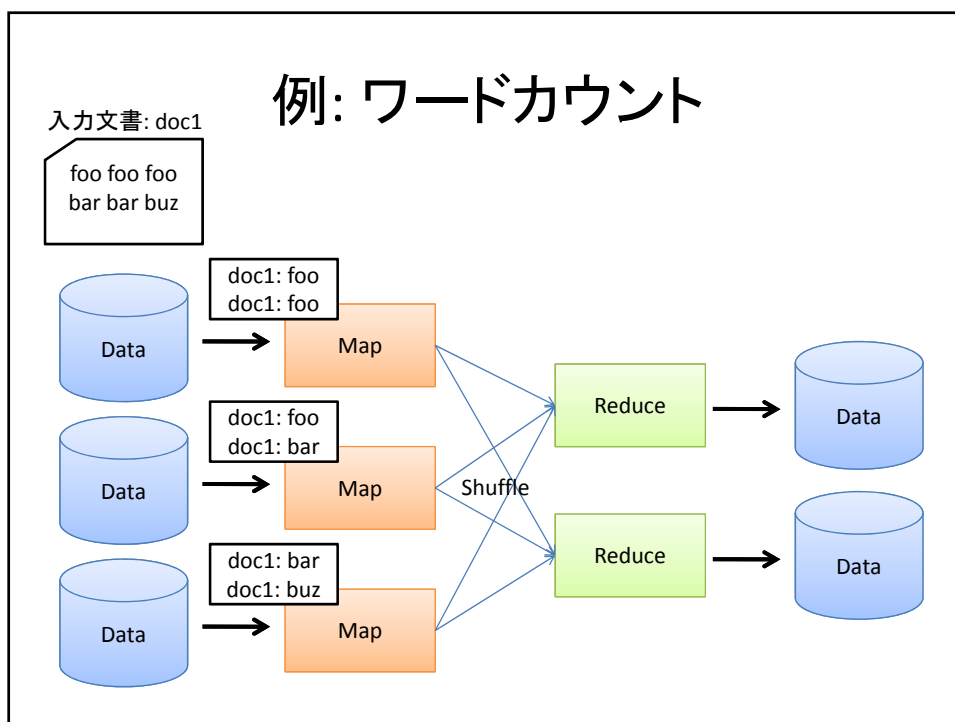 例: ワードカウント
入力文書: doc1
foo foo foo
bar bar buz
doc1: foo
doc1: foo
Data
Map
doc1: foo
doc1: bar
Data
Map
doc1: bar
doc1: buz
Data
Map
Shuffle
Reduce
Data
Reduce
Data